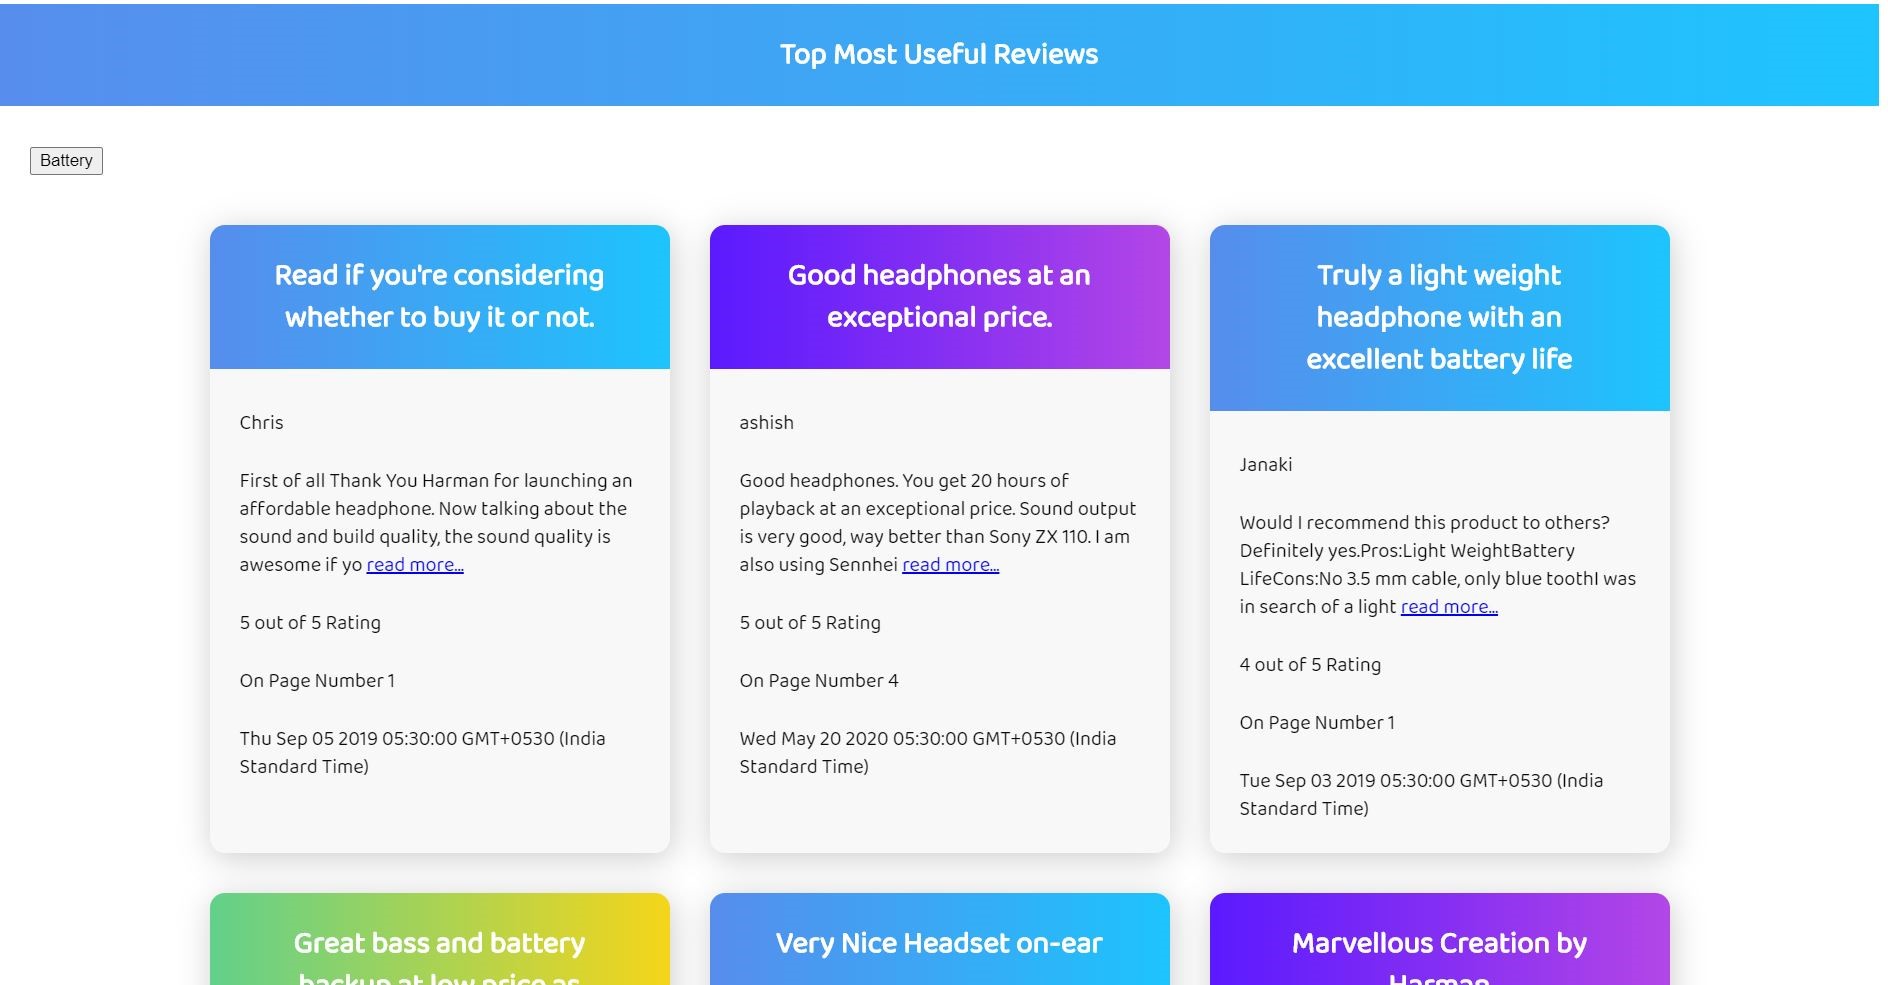 Top Most Useful Reviews
Battery
Read if you're considering
whether to buy it or not.
Chris
First of all Thank You Harman for launching an
affordable headphone. Now talking about the
sound and build quality, the sound quality is
awesome if yo read more...
5 out of 5 Rating
On Page Number 1
Thu Sep 05 2019 05:30:00 GMT+0530 (India
Standard Time)
Good headphones at an
exceptional price.
ashish
Good headphones. You get 20 hours of
playback at an exceptional price. Sound output
is very good, way better than Sony ZX 110. I am
also using Sennhei read more...
5 out of 5 Rating
On Page Number 4
Wed May 20 2020 05:30:00 GMT+0530 (India
Standard Time)
Truly a light weight
headphone with an
excellent battery life
Janaki
Would I recommend this product to others?
Definitely yes.Pros:Light WeightBattery
LifeCons:No 3.5 mm cable, only blue toothI was
in search of a light read more...
4 out of 5 Rating
On Page Number 1
Tue Sep 03 2019 05:30:00 GMT+0530 (India
Standard Time)
Great bass and battery
backup at low price as
Very Nice Headset on-ear
Marvellous Creation by
Harman